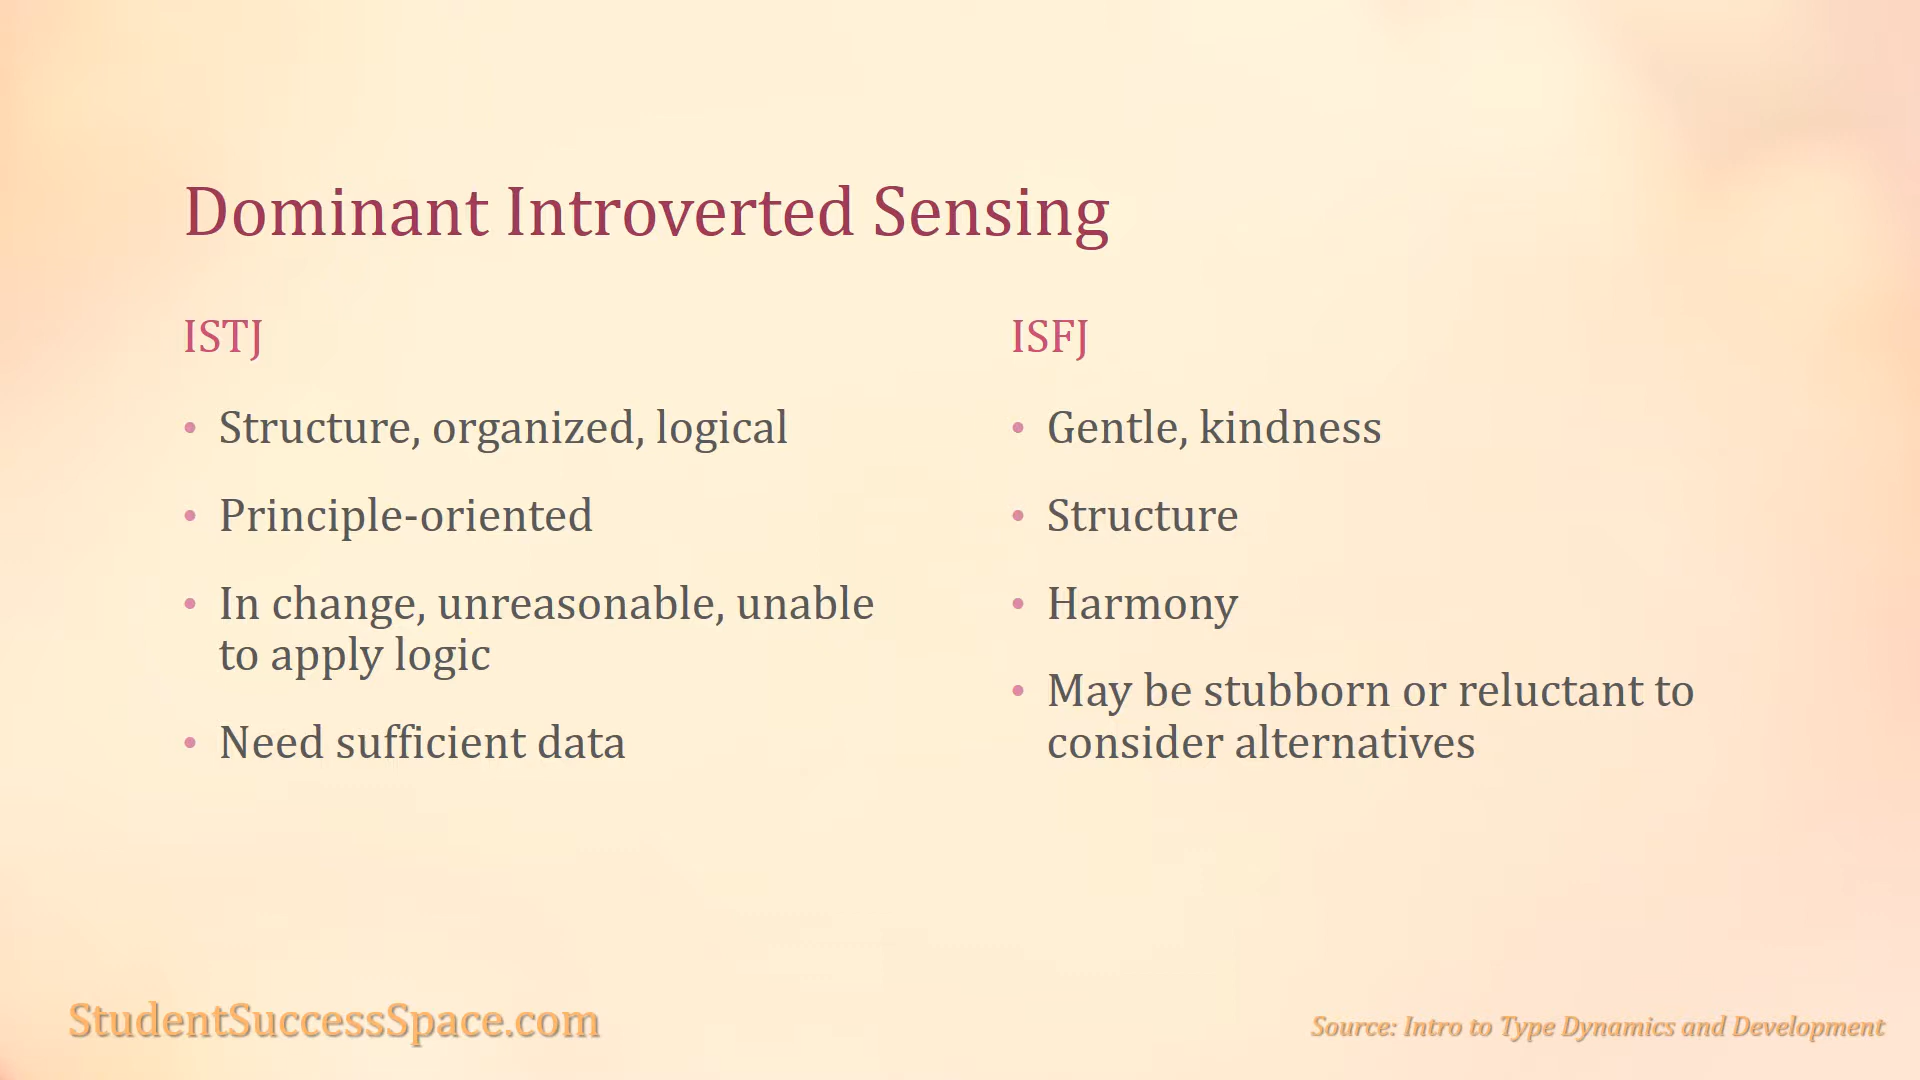 Dominant Introverted Sensing
ISTJ
• Structure, organized, logical
• Principle-oriented
• In change, unreasonable, unable
to apply logic
• Need sufficient data
ISFJ
• Gentle, kindness
• Structure
• Harmony
• May be stubborn or reluctant to
consider alternatives
StudentSuccessSpace.com
Source: Intro to Type Dynamics and Development